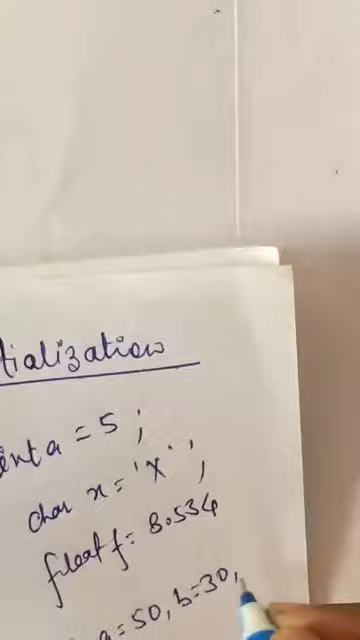 tialization
int a = 5 ;
char x = 'X' ;
float f = 8.534
a = 50, b = 30,